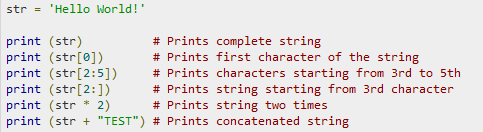 str = 'Hello World!'
print (str)          # Prints complete string
print (str[0])       # Prints first character of the string
print (str[2:5])     # Prints characters starting from 3rd to 5th
print (str[2:])      # Prints string starting from 3rd character
print (str * 2)      # Prints string two times
print (str + "TEST") # Prints concatenated string